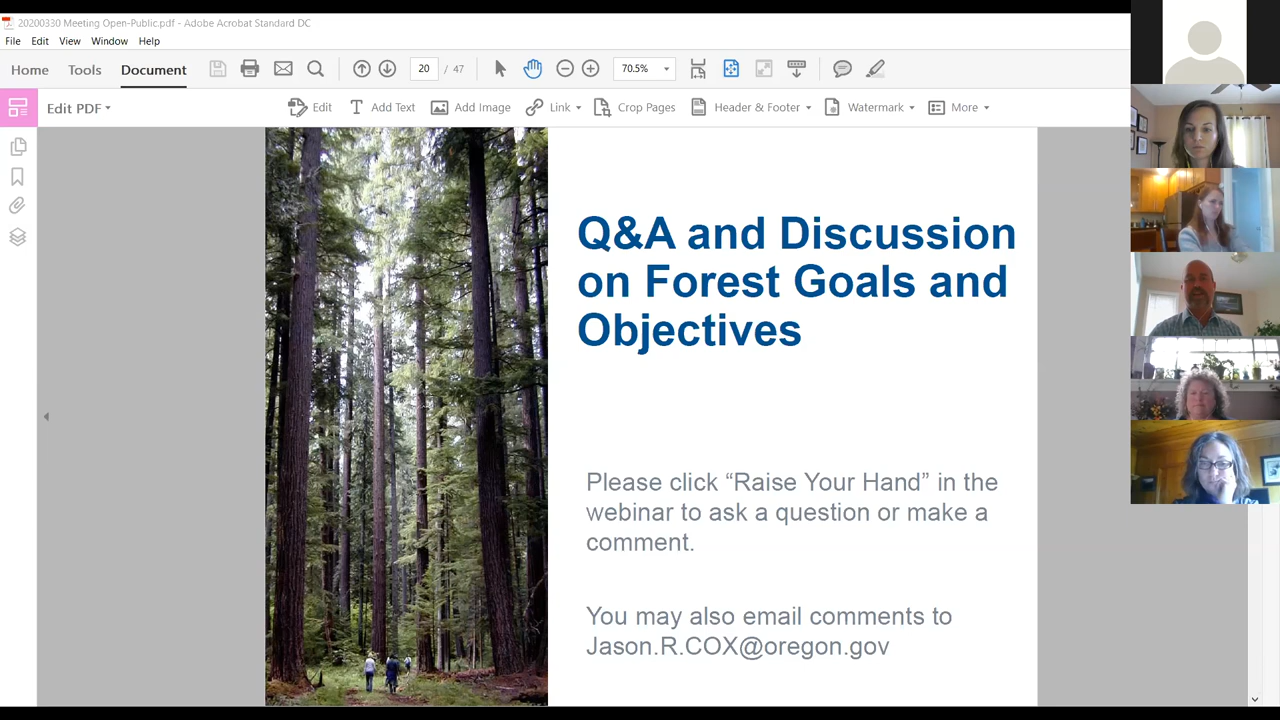 20200330 Meeting Open-Public.pdf - Adobe Acrobat Standard DC
File Edit View Window Help
Home Tools Document 20 / 47 70.5%
Edit PDF Edit Add Text Add Image Link Crop Pages Header & Footer Watermark More
Q&A and Discussion
on Forest Goals and
Objectives
Please click “Raise Your Hand” in the
webinar to ask a question or make a
comment.
You may also email comments to
Jason.R.COX@oregon.gov